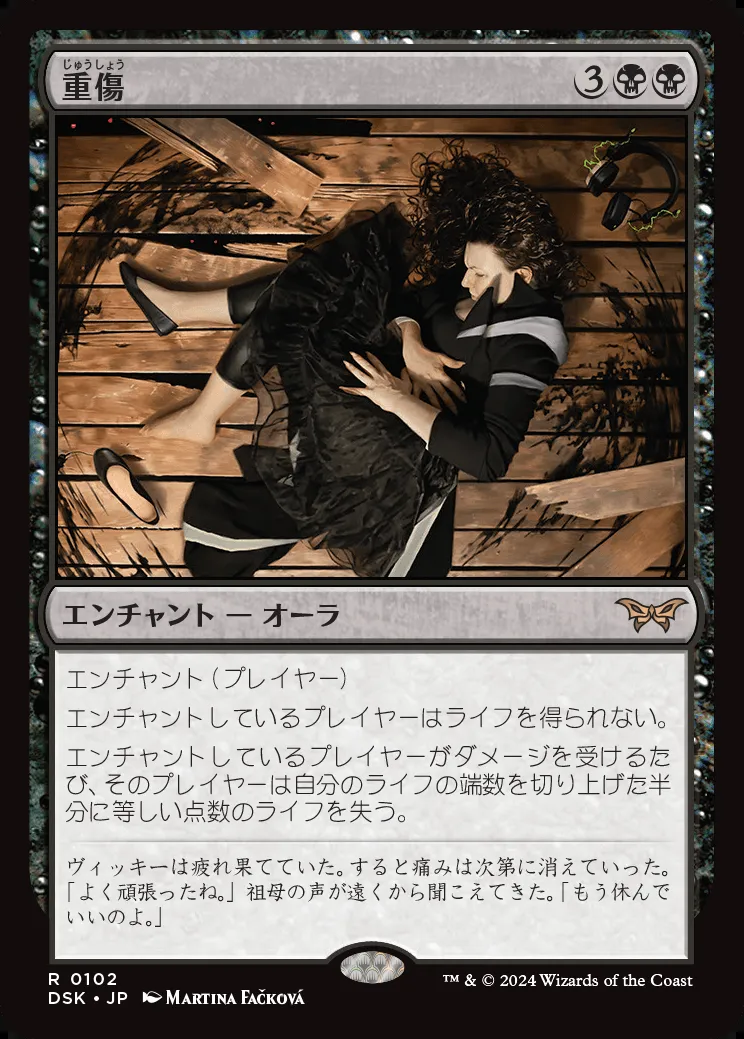 じゅうしょう
重傷
3
エンチャント — オーラ
エンチャント（プレイヤー）
エンチャントしているプレイヤーはライフを得られない。
エンチャントしているプレイヤーがダメージを受けるた
び、そのプレイヤーは自分のライフの端数を切り上げた半
分に等しい点数のライフを失う。
ヴィッキーは疲れ果てていた。すると痛みは次第に消えていった。
「よく頑張ったね。」祖母の声が遠くから聞こえてきた。「もう休んで
いいのよ。」
R 0102
DSK • JP MARTINA FAČKOVÁ
™ & © 2024 Wizards of the Coast